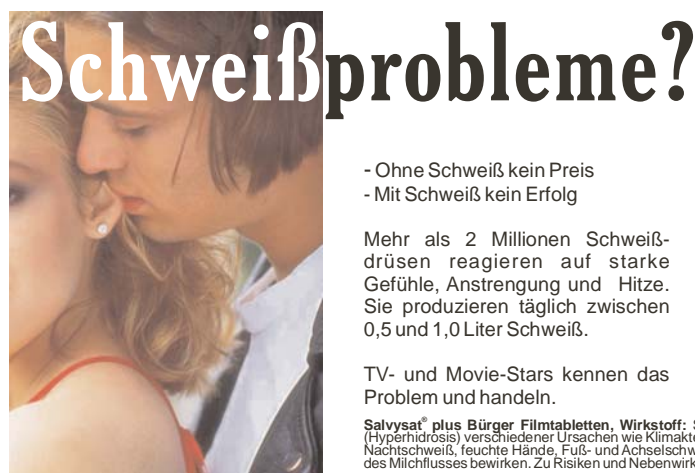 Schweißprobleme?
- Ohne Schweiß kein Preis
- Mit Schweiß kein Erfolg
Mehr als 2 Millionen Schweiß-
drüsen reagieren auf starke
Gefühle, Anstrengung und Hitze.
Sie produzieren täglich zwischen
0,5 und 1,0 Liter Schweiß.
TV- und Movie-Stars kennen das
Problem und handeln.
Salvysat® plus Bürger Filmtabletten, Wirkstoff:
(Hyperhidrosis) verschiedener Ursachen wie
Nachtschweiß, feuchte Hände, Fuß- und
des Milchflusses bewirken. Zu Risiken und